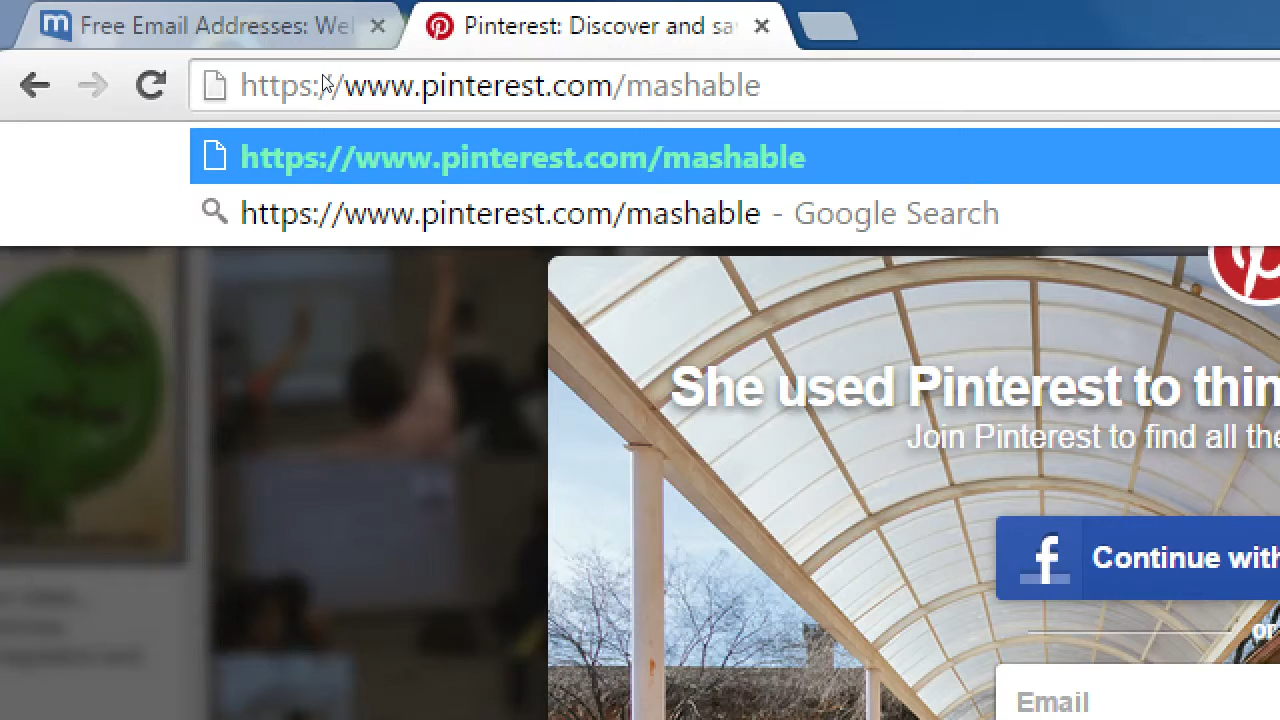 Free Email Addresses: Wel
Pinterest: Discover and sa
https://www.pinterest.com/mashable
https://www.pinterest.com/mashable
https://www.pinterest.com/mashable - Google Search
She used Pinterest to thin
Join Pinterest to find all the
Continue with
or
Email